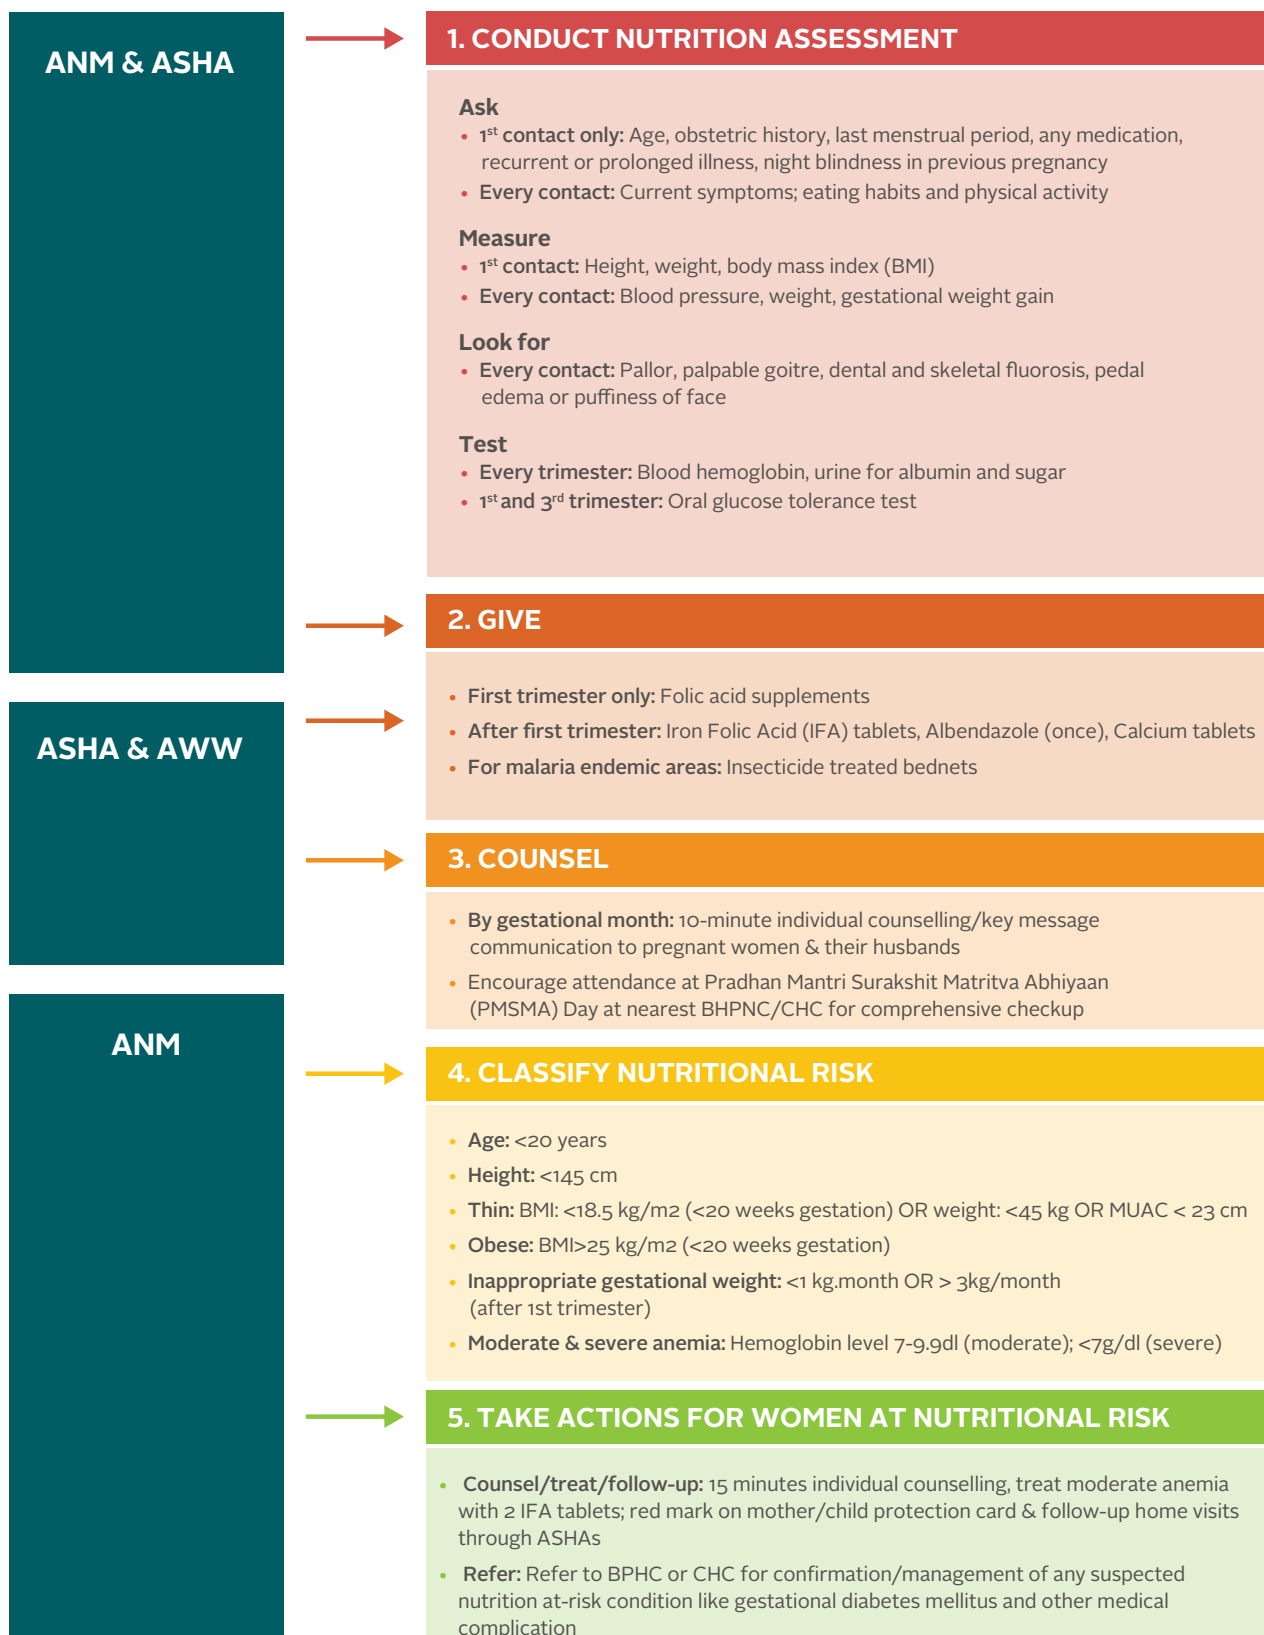 ANM & ASHA
1. CONDUCT NUTRITION ASSESSMENT
Ask
• 1st contact only: Age, obstetric history, last menstrual period, any medication,
recurrent or prolonged illness, night blindness in previous pregnancy
• Every contact: Current symptoms; eating habits and physical activity
Measure
• 1st contact: Height, weight, body mass index (BMI)
• Every contact: Blood pressure, weight, gestational weight gain
Look for
• Every contact: Pallor, palpable goitre, dental and skeletal fluorosis, pedal
edema or puffiness of face
Test
• Every trimester: Blood hemoglobin, urine for albumin and sugar
• 1st and 3rd trimester: Oral glucose tolerance test
2. GIVE
• First trimester only: Folic acid supplements
• After first trimester: Iron Folic Acid (IFA) tablets, Albendazole (once), Calcium tablets
• For malaria endemic areas: Insecticide treated bednets
ASHA & AWW
3. COUNSEL
• By gestational month: 10-minute individual counselling/key message
communication to pregnant women & their husbands
• Encourage attendance at Pradhan Mantri Surakshit Matritva Abhiyaan
(PMSMA) Day at nearest BHPNC/CHC for comprehensive checkup
ANM
4. CLASSIFY NUTRITIONAL RISK
• Age: <20 years
• Height: <145 cm
• Thin: BMI: <18.5 kg/m2 (<20 weeks gestation) OR weight: <45 kg OR MUAC < 23 cm
• Obese: BMI>25 kg/m2 (<20 weeks gestation)
• Inappropriate gestational weight: <1 kg.month OR > 3kg/month
(after 1st trimester)
• Moderate & severe anemia: Hemoglobin level 7-9.9dl (moderate); <7g/dl (severe)
5. TAKE ACTIONS FOR WOMEN AT NUTRITIONAL RISK
• Counsel/treat/follow-up: 15 minutes individual counselling, treat moderate anemia
with 2 IFA tablets; red mark on mother/child protection card & follow-up home visits
through ASHAs
• Refer: Refer to BPHC or CHC for confirmation/management of any suspected
nutrition at-risk condition like gestational diabetes mellitus and other medical
complication